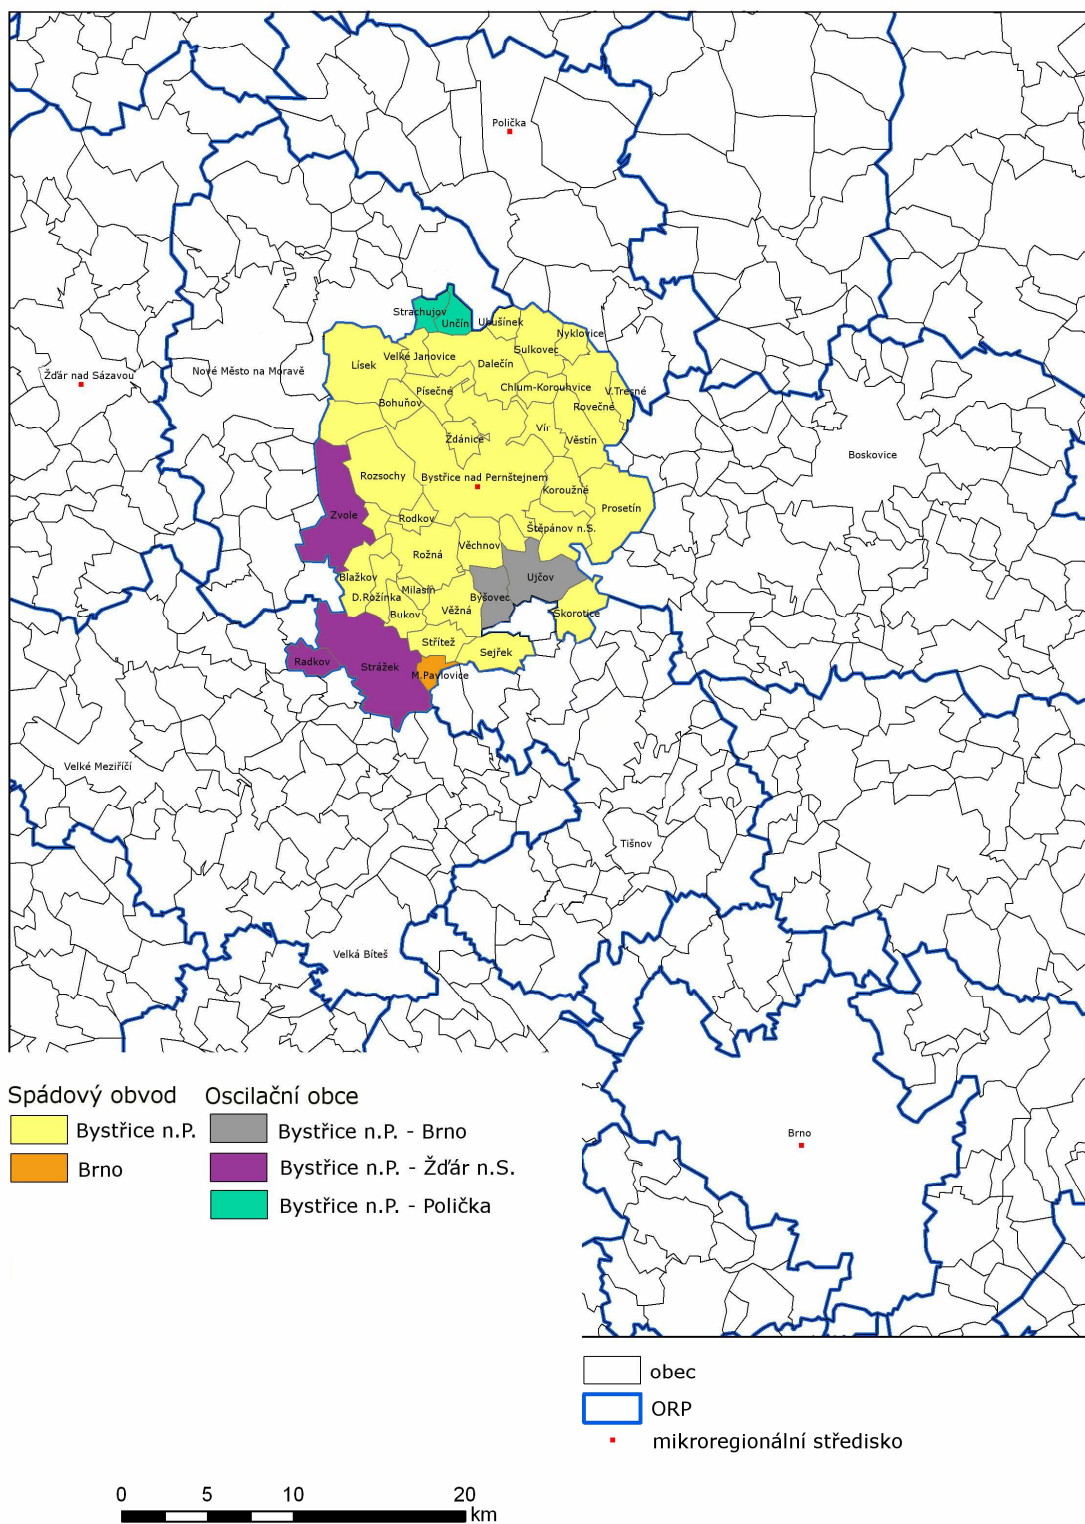 Polička
Strachujov
Unčín
Ubušínek
Nyklovice
Sulkovec
Velké Janovice
Lísek
Dalečín
Žďár nad Sázavou
Nové Město na Moravě
Písečné
Chlum-Korouhvice
V.Tresné
Bohuňov
Rovečné
Vír
Ždánice
Věstín
Boskovice
Rozsochy
Bystřice nad Pernštejnem
Koroužné
Prosetín
Zvole
Rodkov
Štěpánov n.S.
Věchnov
Rožná
Blažkov
Ujčov
Milasín
D.Rožínka
Byšovec
Bukov
Věžná
Skorotice
Střítež
Sejřek
Radkov
Strážek
M.Pavlovice
Velké Meziříčí
Tišnov
Velká Bíteš
Brno
Spádový obvod
Bystřice n.P.
Brno
Oscilační obce
Bystřice n.P. - Brno
Bystřice n.P. - Žďár n.S.
Bystřice n.P. - Polička
obec
ORP
mikroregionální středisko
0 5 10 20
km